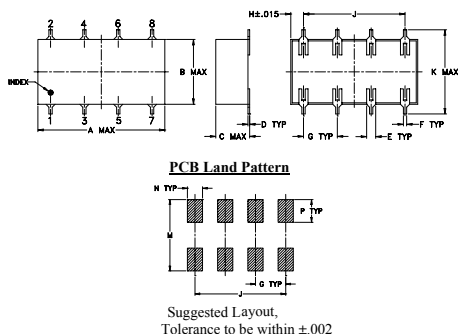 H±.015
J
2 4 6 8
B MAX
K MAX
INDEX
1 3 5 7
A MAX
C MAX
D TYP
G TYP
E TYP
F TYP
PCB Land Pattern
N TYP
P TYP
M
G TYP
J
Suggested Layout,
Tolerance to be within ±.002